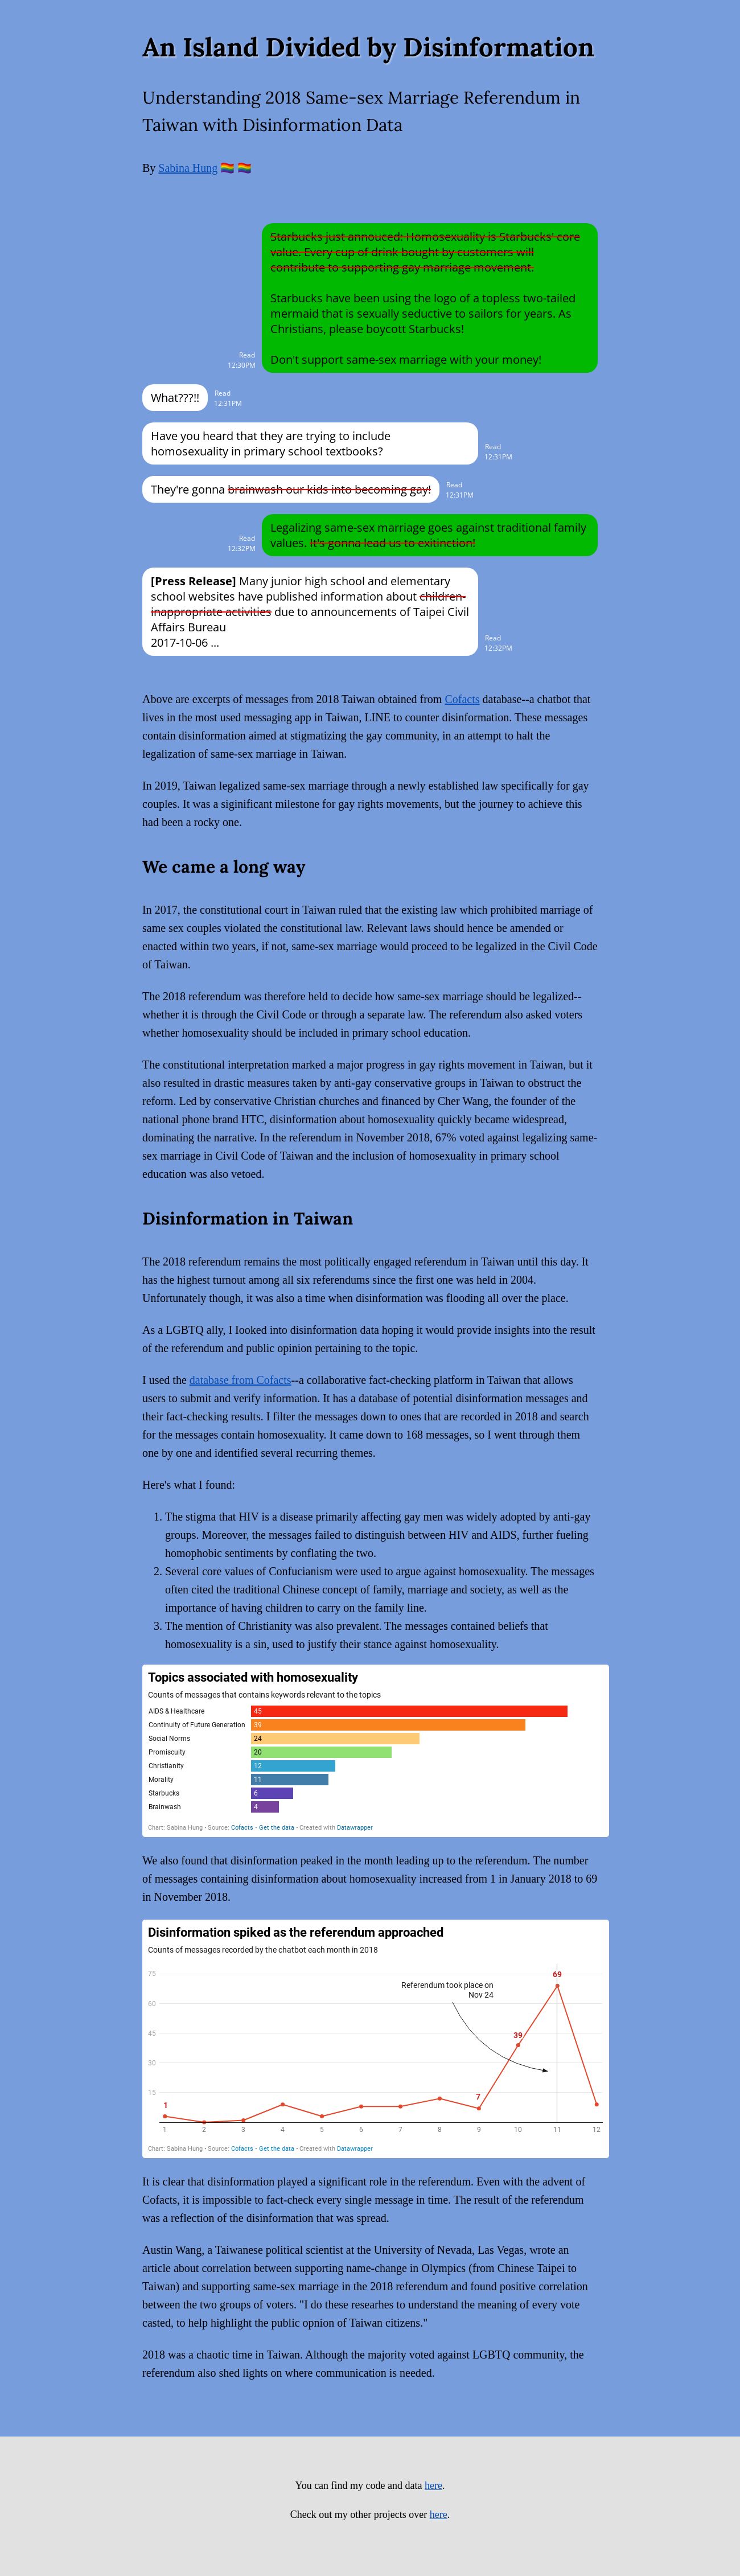 An Island Divided by Disinformation
Understanding 2018 Same-sex Marriage Referendum in
Taiwan with Disinformation Data
By Sabina Hung 🏳️‍🌈 🏳️‍🌈
Starbucks just annouced: Homosexuality is Starbucks' core
value. Every cup of drink bought by customers will
contribute to supporting gay marriage movement.
Starbucks have been using the logo of a topless two-tailed
mermaid that is sexually seductive to sailors for years. As
Christians, please boycott Starbucks!
Don't support same-sex marriage with your money!
Read
12:30PM
What???!!
Read
12:31PM
Have you heard that they are trying to include
homosexuality in primary school textbooks?
Read
12:31PM
They're gonna brainwash our kids into becoming gay!
Read
12:31PM
Legalizing same-sex marriage goes against traditional family
values. It's gonna lead us to exitinction!
Read
12:32PM
[Press Release] Many junior high school and elementary
school websites have published information about children-
inappropriate activities due to announcements of Taipei Civil
Affairs Bureau
2017-10-06 ...
Read
12:32PM
Above are excerpts of messages from 2018 Taiwan obtained from Cofacts database--a chatbot that
lives in the most used messaging app in Taiwan, LINE to counter disinformation. These messages
contain disinformation aimed at stigmatizing the gay community, in an attempt to halt the
legalization of same-sex marriage in Taiwan.
In 2019, Taiwan legalized same-sex marriage through a newly established law specifically for gay
couples. It was a siginificant milestone for gay rights movements, but the journey to achieve this
had been a rocky one.
We came a long way
In 2017, the constitutional court in Taiwan ruled that the existing law which prohibited marriage of
same sex couples violated the constitutional law. Relevant laws should hence be amended or
enacted within two years, if not, same-sex marriage would proceed to be legalized in the Civil Code
of Taiwan.
The 2018 referendum was therefore held to decide how same-sex marriage should be legalized--
whether it is through the Civil Code or through a separate law. The referendum also asked voters
whether homosexuality should be included in primary school education.
The constitutional interpretation marked a major progress in gay rights movement in Taiwan, but it
also resulted in drastic measures taken by anti-gay conservative groups in Taiwan to obstruct the
reform. Led by conservative Christian churches and financed by Cher Wang, the founder of the
national phone brand HTC, disinformation about homosexuality quickly became widespread,
dominating the narrative. In the referendum in November 2018, 67% voted against legalizing same-
sex marriage in Civil Code of Taiwan and the inclusion of homosexuality in primary school
education was also vetoed.
Disinformation in Taiwan
The 2018 referendum remains the most politically engaged referendum in Taiwan until this day. It
has the highest turnout among all six referendums since the first one was held in 2004.
Unfortunately though, it was also a time when disinformation was flooding all over the place.
As a LGBTQ ally, I Iooked into disinformation data hoping it would provide insights into the result
of the referendum and public opinion pertaining to the topic.
I used the database from Cofacts--a collaborative fact-checking platform in Taiwan that allows
users to submit and verify information. It has a database of potential disinformation messages and
their fact-checking results. I filter the messages down to ones that are recorded in 2018 and search
for the messages contain homosexuality. It came down to 168 messages, so I went through them
one by one and identified several recurring themes.
Here's what I found:
1. The stigma that HIV is a disease primarily affecting gay men was widely adopted by anti-gay
groups. Moreover, the messages failed to distinguish between HIV and AIDS, further fueling
homophobic sentiments by conflating the two.
2. Several core values of Confucianism were used to argue against homosexuality. The messages
often cited the traditional Chinese concept of family, marriage and society, as well as the
importance of having children to carry on the family line.
3. The mention of Christianity was also prevalent. The messages contained beliefs that
homosexuality is a sin, used to justify their stance against homosexuality.
Topics associated with homosexuality
Counts of messages that contains keywords relevant to the topics
AIDS & Healthcare 45
Continuity of Future Generation 39
Social Norms 24
Promiscuity 20
Christianity 12
Morality 11
Starbucks 6
Brainwash 4
Chart: Sabina Hung • Source: Cofacts • Get the data • Created with Datawrapper
We also found that disinformation peaked in the month leading up to the referendum. The number
of messages containing disinformation about homosexuality increased from 1 in January 2018 to 69
in November 2018.
Disinformation spiked as the referendum approached
Counts of messages recorded by the chatbot each month in 2018
75
60
45
30
15
Referendum took place on
Nov 24
1
7
39
69
1 2 3 4 5 6 7 8 9 10 11 12
Chart: Sabina Hung • Source: Cofacts • Get the data • Created with Datawrapper
It is clear that disinformation played a significant role in the referendum. Even with the advent of
Cofacts, it is impossible to fact-check every single message in time. The result of the referendum
was a reflection of the disinformation that was spread.
Austin Wang, a Taiwanese political scientist at the University of Nevada, Las Vegas, wrote an
article about correlation between supporting name-change in Olympics (from Chinese Taipei to
Taiwan) and supporting same-sex marriage in the 2018 referendum and found positive correlation
between the two groups of voters. "I do these researhes to understand the meaning of every vote
casted, to help highlight the public opnion of Taiwan citizens."
2018 was a chaotic time in Taiwan. Although the majority voted against LGBTQ community, the
referendum also shed lights on where communication is needed.
You can find my code and data here.
Check out my other projects over here.